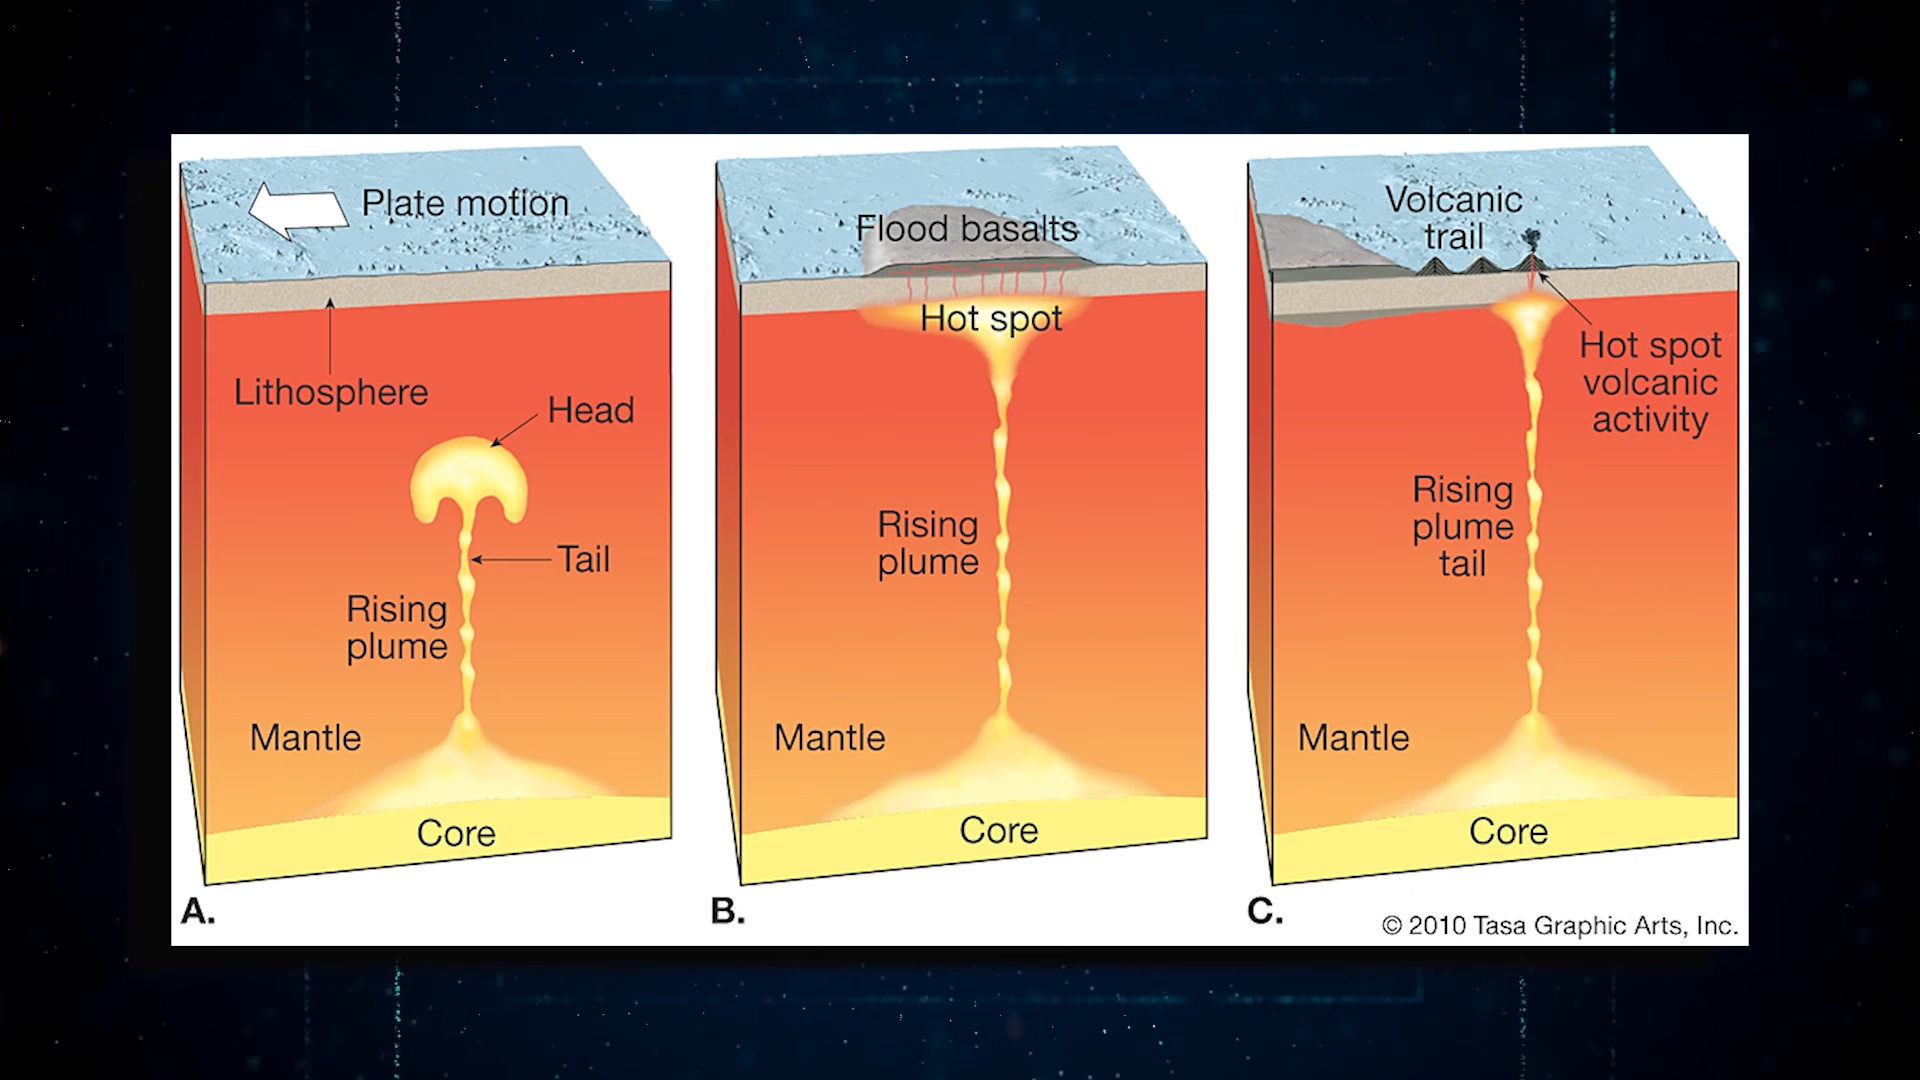 Plate motion
Lithosphere
Head
Tail
Rising
plume
Mantle
Core
A.
Flood basalts
Hot spot
Rising
plume
Mantle
Core
B.
Volcanic
trail
Hot spot
volcanic
activity
Rising
plume
tail
Mantle
Core
C.
© 2010 Tasa Graphic Arts, Inc.